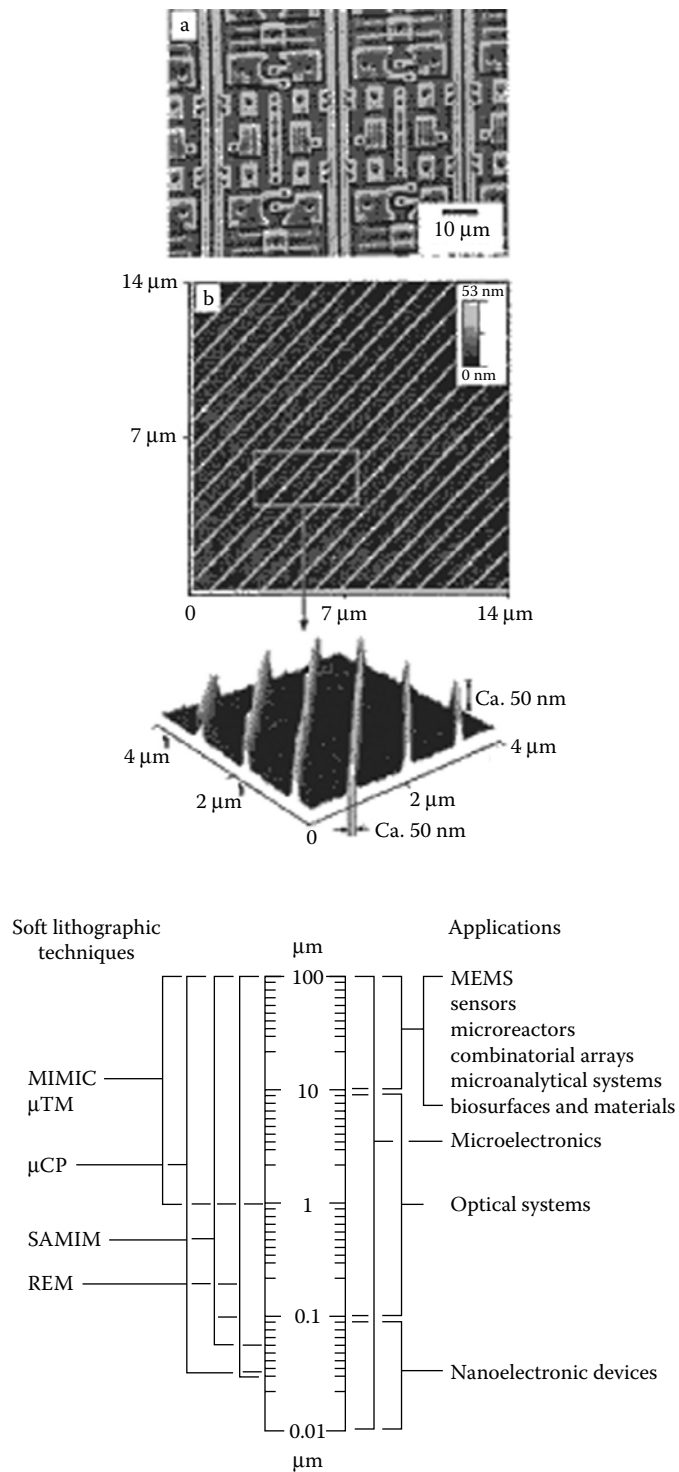 a
10 µm
14 µm
b
53 nm
0 nm
7 µm
0
7 µm
14 µm
Ca. 50 nm
4 µm
4 µm
2 µm
2 µm
0
Ca. 50 nm
Soft lithographic
techniques
µm
Applications
100
MEMS
sensors
microreactors
combinatorial arrays
microanalytical systems
biosurfaces and materials
MIMIC
µTM
10
Microelectronics
µCP
1
Optical systems
SAMIM
REM
0.1
Nanoelectronic devices
0.01
µm